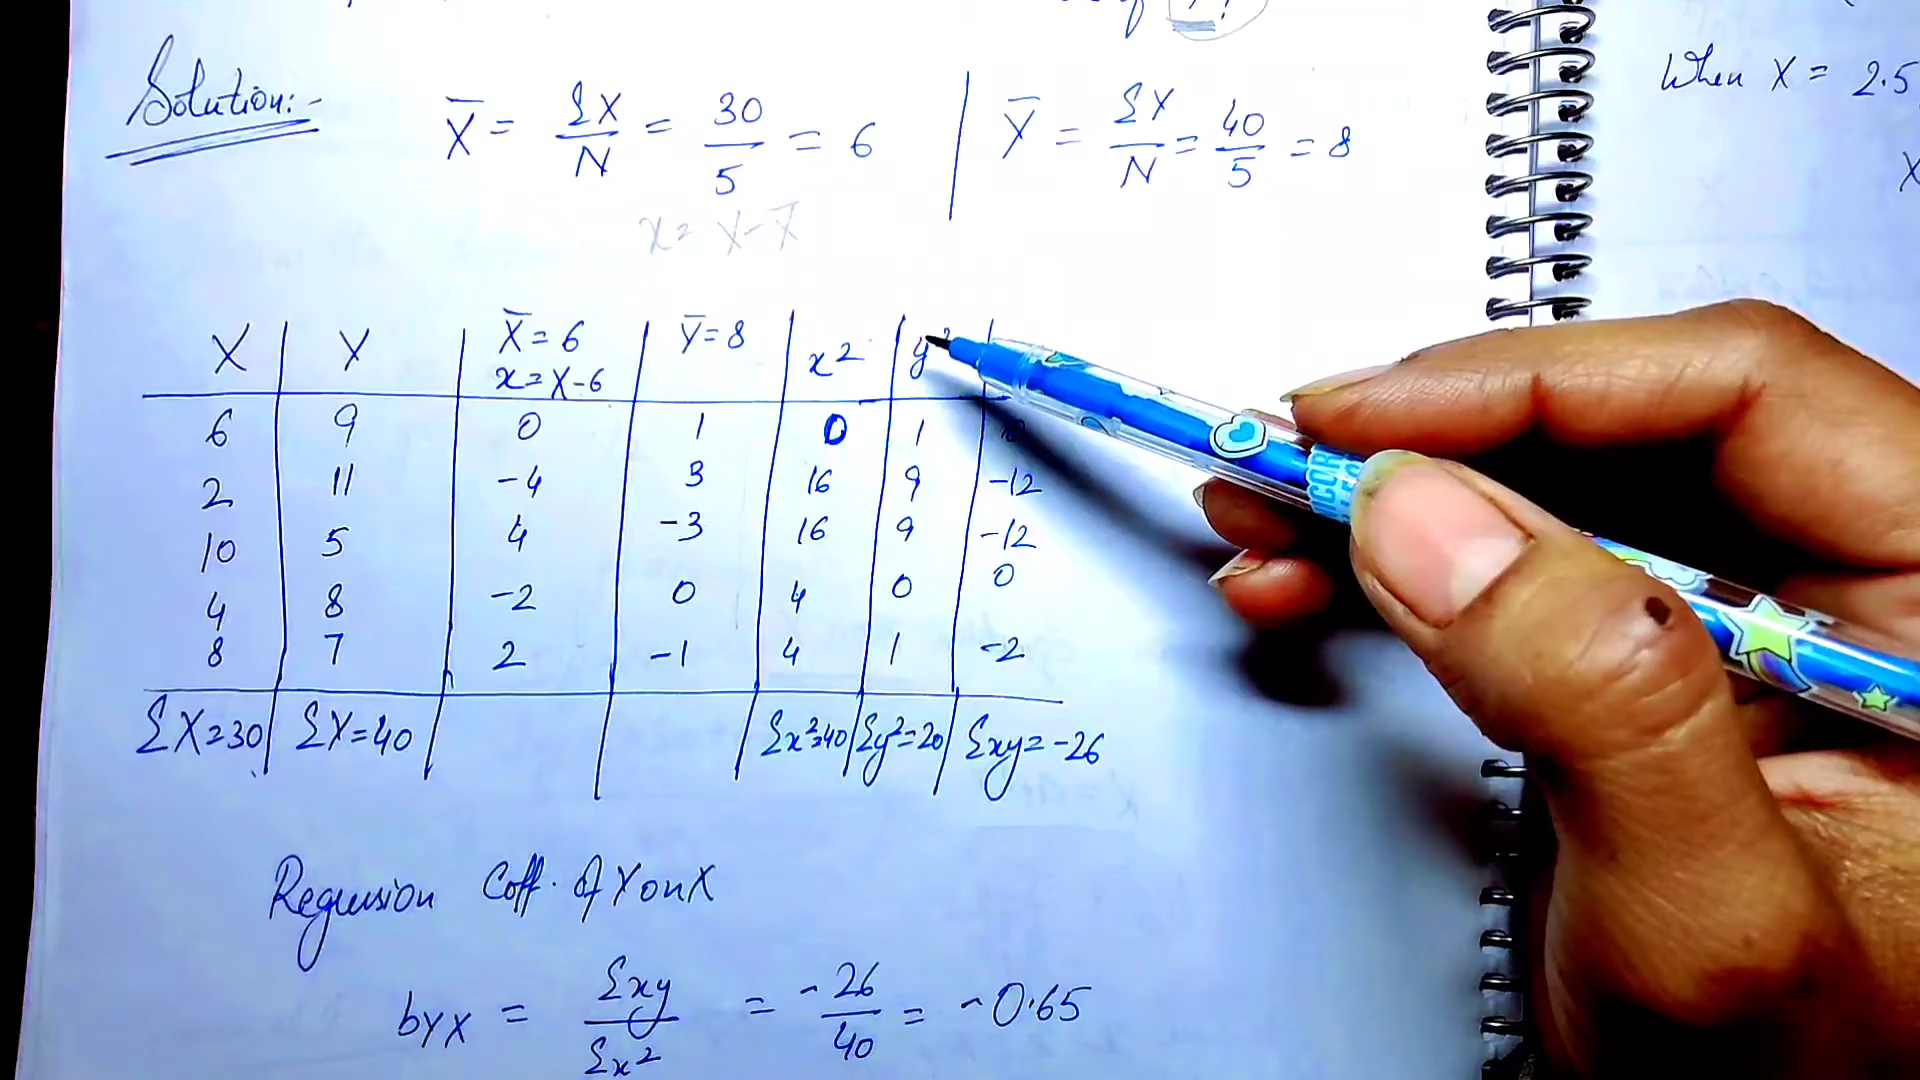 of
Solution:-
X̄ = ΣX/N = 30/5 = 6 | Ȳ = ΣY/N = 40/5 = 8
x = X-X̄
When X = 2.5
X
X | Y | X̄=6 x=X-6 | Ȳ=8 | x² | y²
6 | 9 | 0 | 1 | 0 | 1
2 | 11 | -4 | 3 | 16 | 9 | -12
10 | 5 | 4 | -3 | 16 | 9 | -12
4 | 8 | -2 | 0 | 4 | 0 | 0
8 | 7 | 2 | -1 | 4 | 1 | -2
ΣX=30 | ΣY=40 | | | Σx²=40 | Σy²=20 | Σxy=-26
Regression Coff. of Y on X
bYX = Σxy/Σx² = -26/40 = -0.65